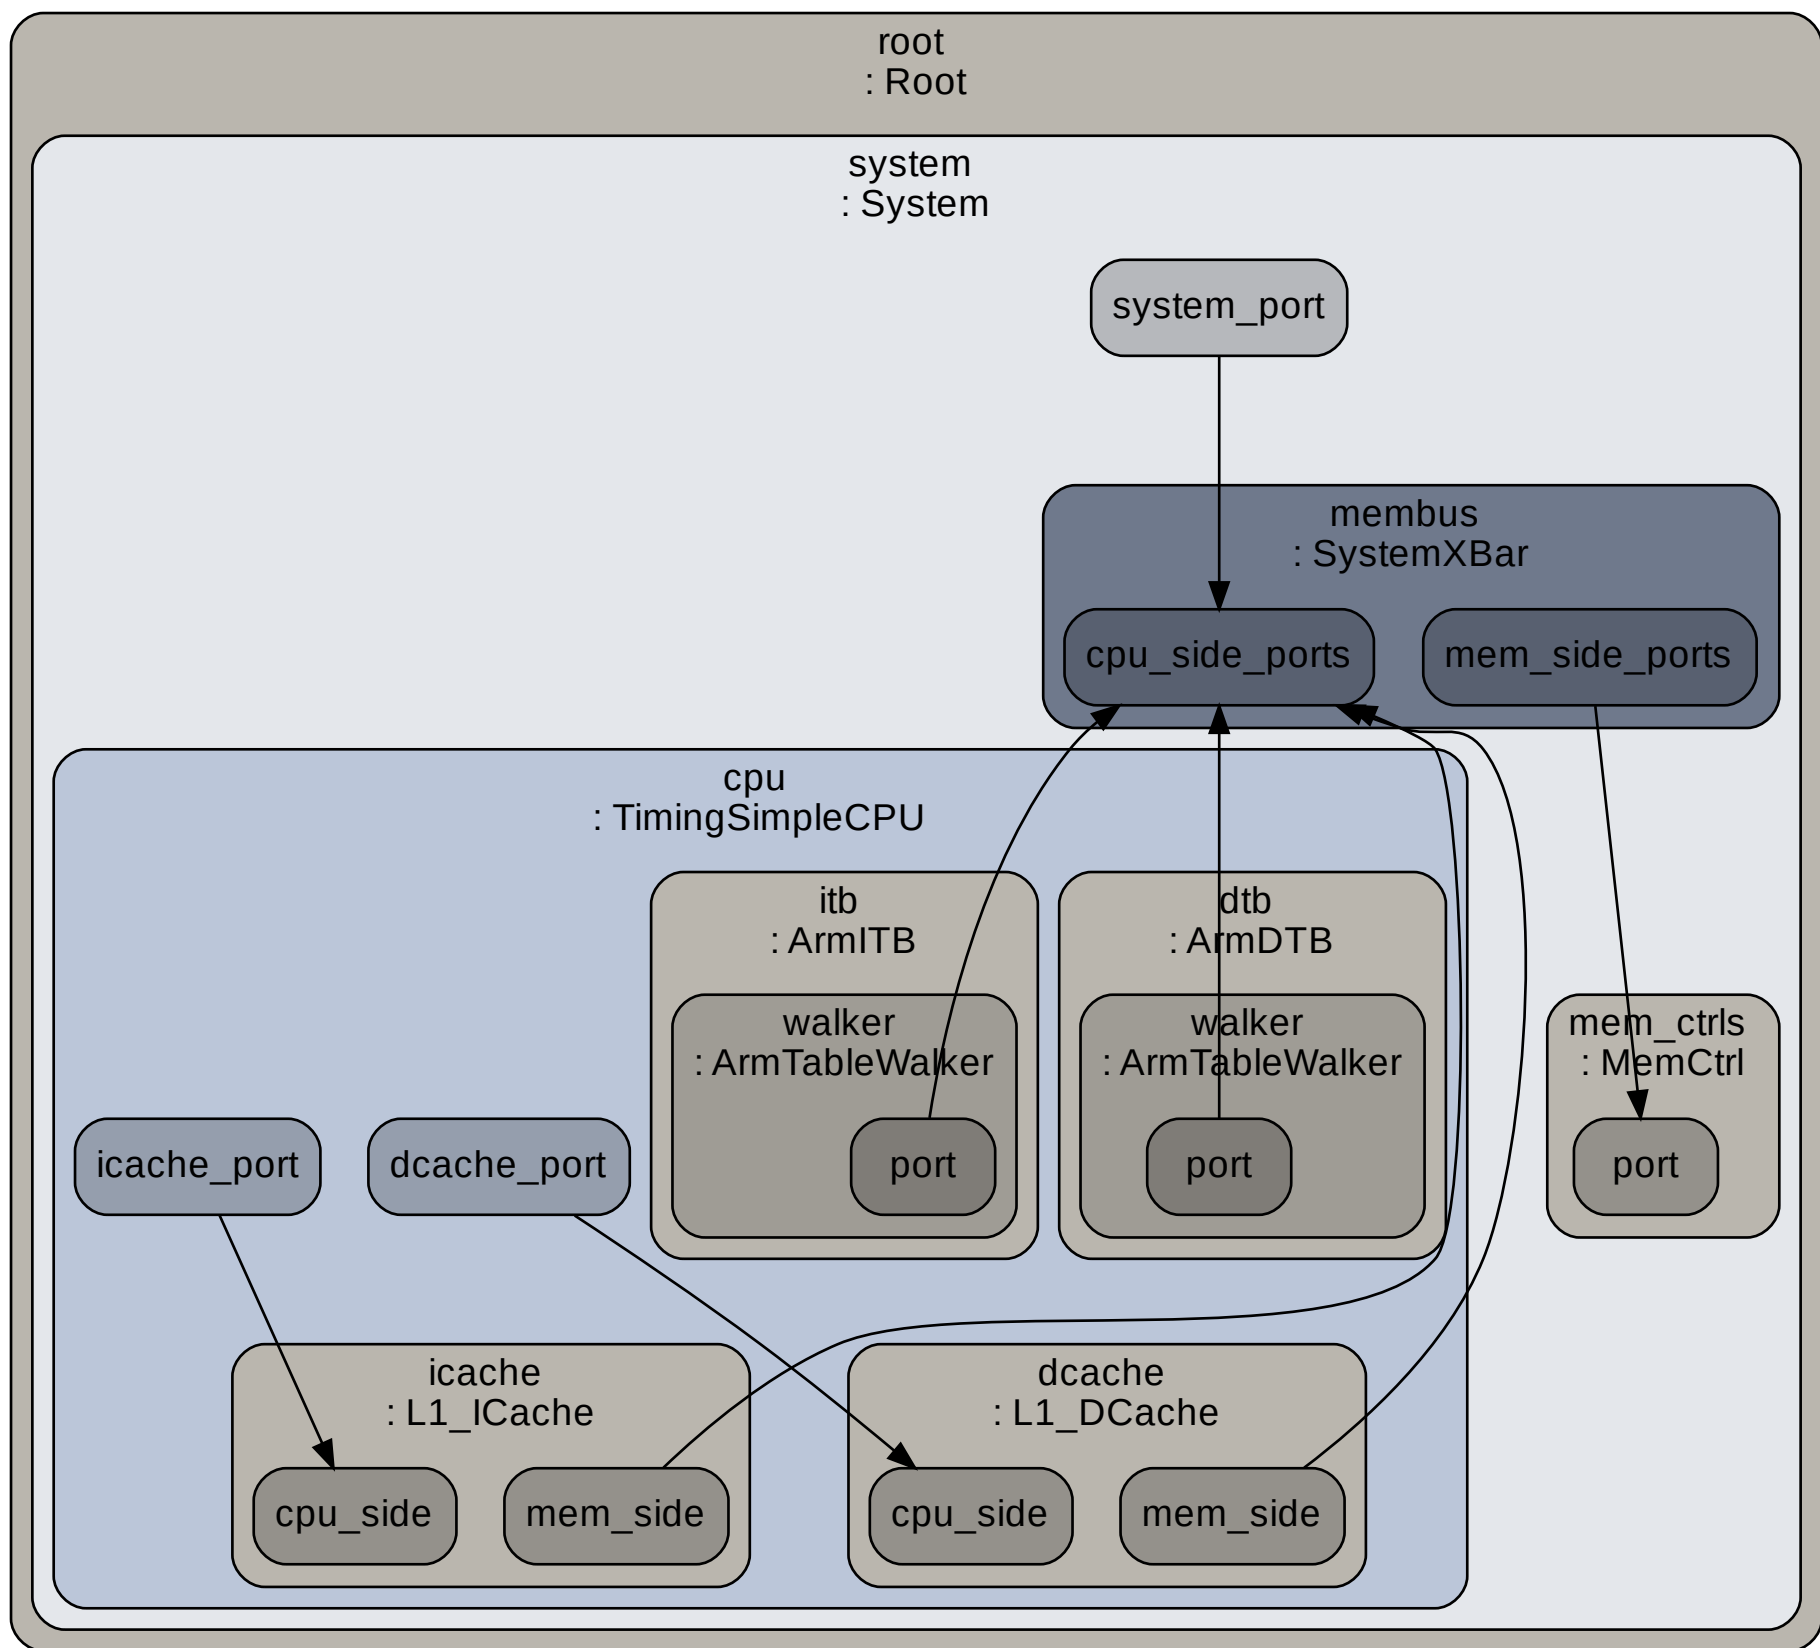 root
: Root
system
: System
system_port
membus
: SystemXBar
cpu_side_ports
mem_side_ports
cpu
: TimingSimpleCPU
itb
: ArmITB
dtb
: ArmDTB
walker
: ArmTableWalker
walker
: ArmTableWalker
mem_ctrls
: MemCtrl
icache_port
dcache_port
port
port
port
icache
: L1_ICache
dcache
: L1_DCache
cpu_side
mem_side
cpu_side
mem_side